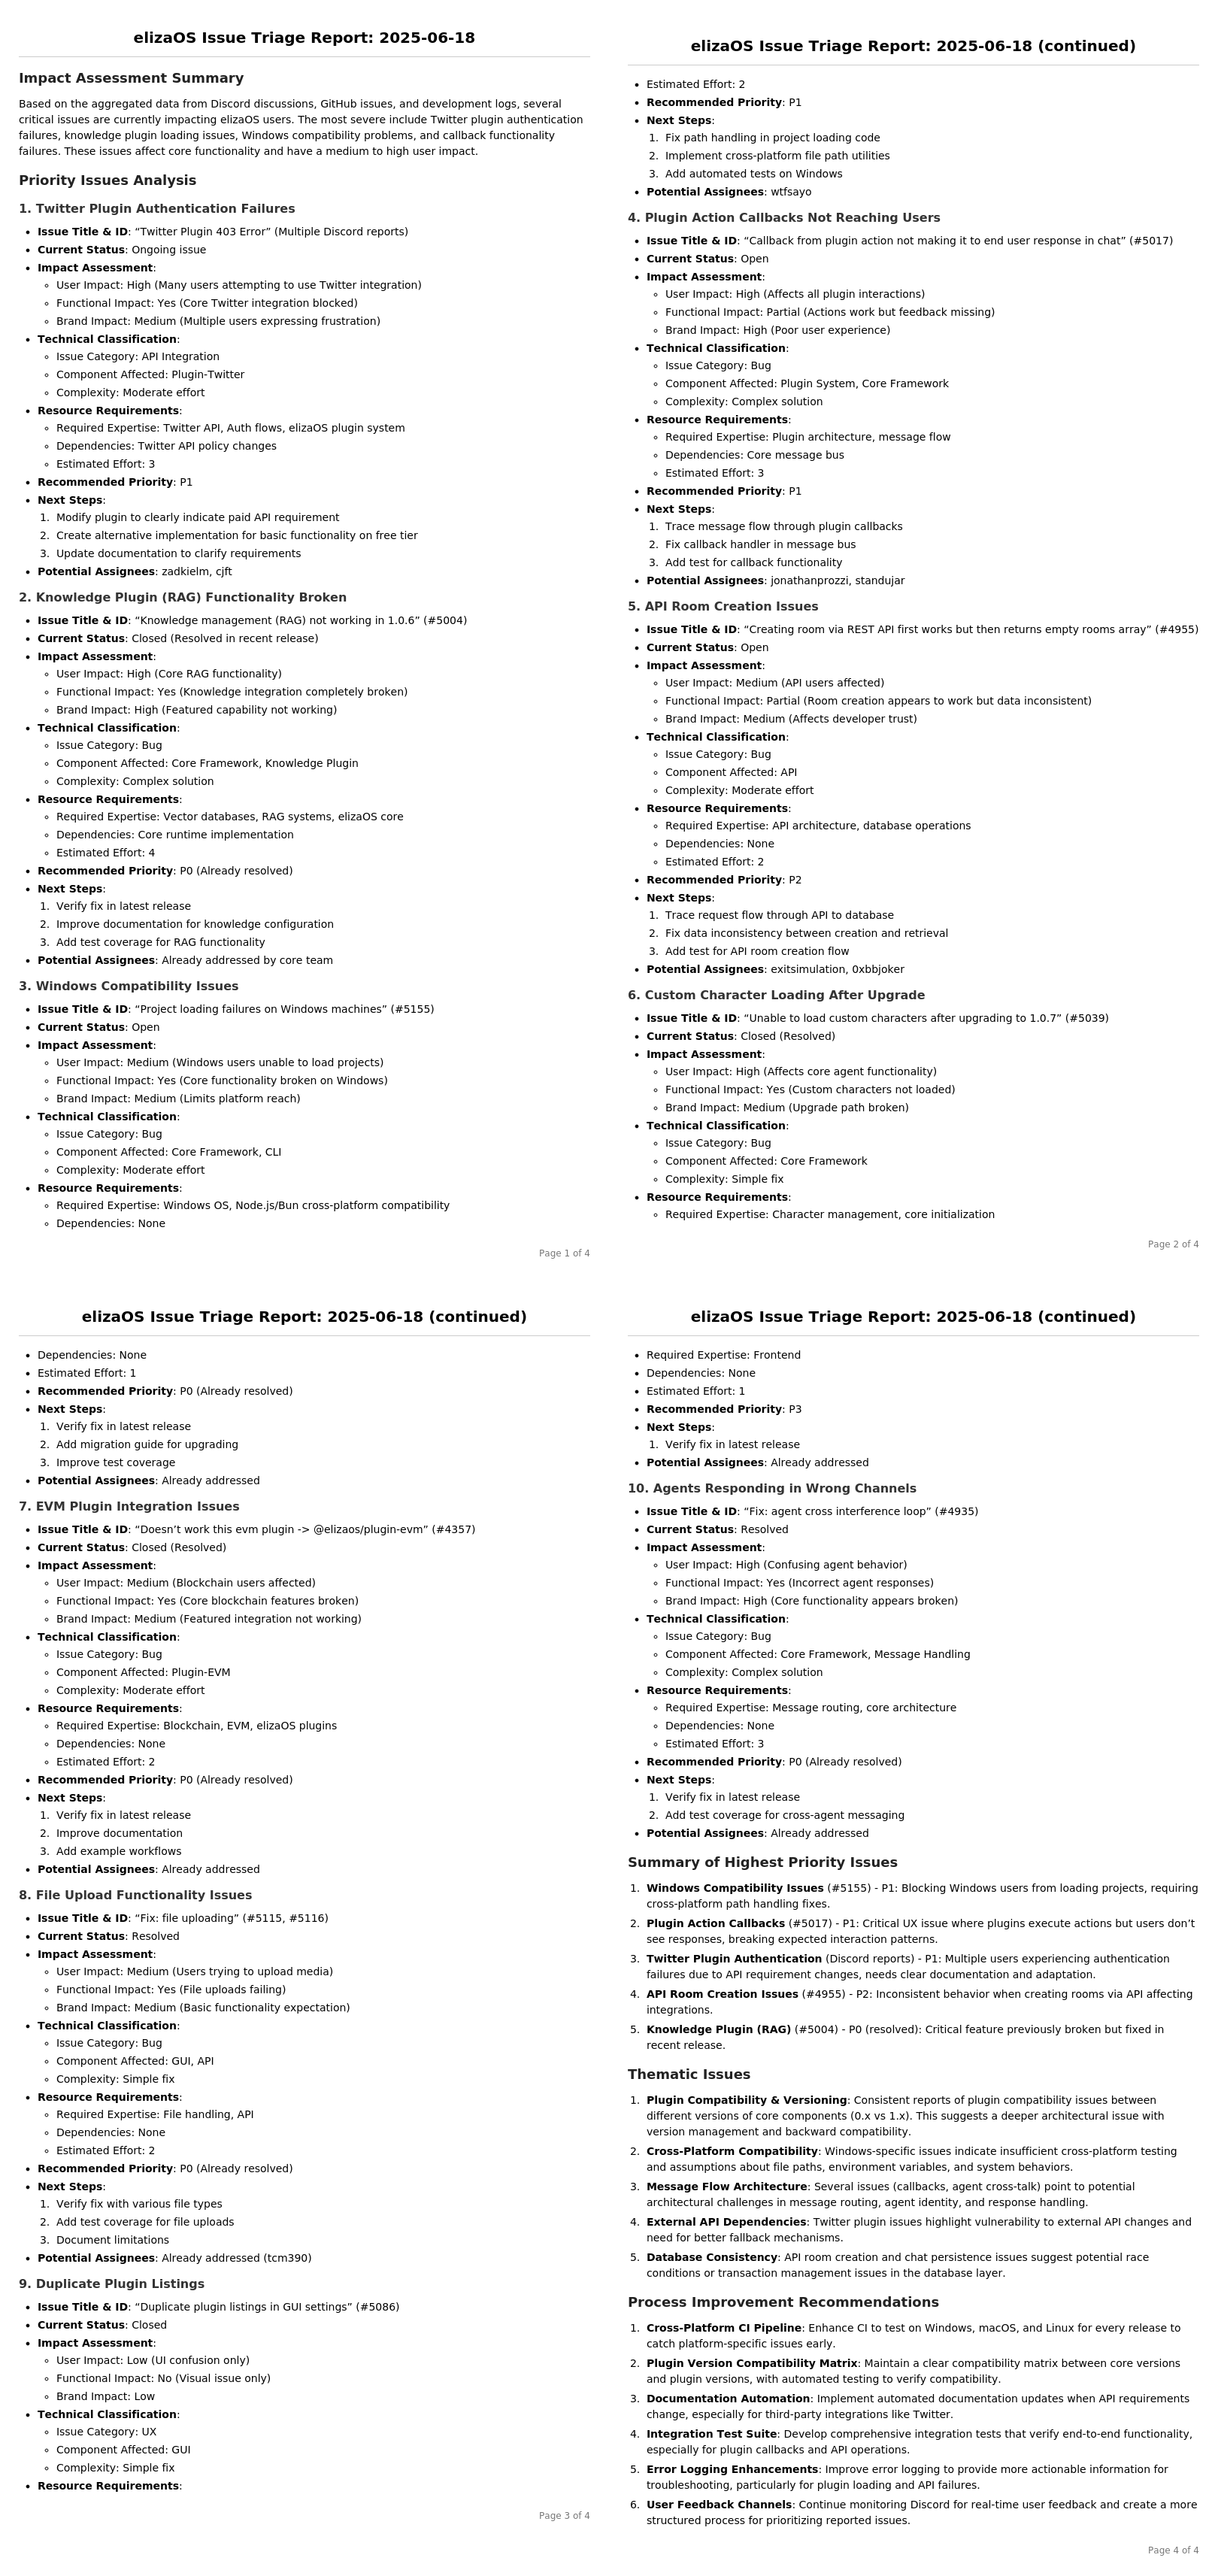 elizaOS Issue Triage Report: 2025-06-18
Impact Assessment Summary
Based on the aggregated data from Discord discussions, GitHub issues, and development logs, several
critical issues are currently impacting elizaOS users. The most severe include Twitter plugin authentication
failures, knowledge plugin loading issues, Windows compatibility problems, and callback functionality
failures. These issues affect core functionality and have a medium to high user impact.
Priority Issues Analysis
1. Twitter Plugin Authentication Failures
• Issue Title & ID: “Twitter Plugin 403 Error” (Multiple Discord reports)
• Current Status: Ongoing issue
• Impact Assessment:
◦ User Impact: High (Many users attempting to use Twitter integration)
◦ Functional Impact: Yes (Core Twitter integration blocked)
◦ Brand Impact: Medium (Multiple users expressing frustration)
• Technical Classification:
◦ Issue Category: API Integration
◦ Component Affected: Plugin-Twitter
◦ Complexity: Moderate effort
• Resource Requirements:
◦ Required Expertise: Twitter API, Auth flows, elizaOS plugin system
◦ Dependencies: Twitter API policy changes
◦ Estimated Effort: 3
• Recommended Priority: P1
• Next Steps:
1. Modify plugin to clearly indicate paid API requirement
2. Create alternative implementation for basic functionality on free tier
3. Update documentation to clarify requirements
• Potential Assignees: zadkielm, cjft
2. Knowledge Plugin (RAG) Functionality Broken
• Issue Title & ID: “Knowledge management (RAG) not working in 1.0.6” (#5004)
• Current Status: Closed (Resolved in recent release)
• Impact Assessment:
◦ User Impact: High (Core RAG functionality)
◦ Functional Impact: Yes (Knowledge integration completely broken)
◦ Brand Impact: High (Featured capability not working)
• Technical Classification:
◦ Issue Category: Bug
◦ Component Affected: Core Framework, Knowledge Plugin
◦ Complexity: Complex solution
• Resource Requirements:
◦ Required Expertise: Vector databases, RAG systems, elizaOS core
◦ Dependencies: Core runtime implementation
◦ Estimated Effort: 4
• Recommended Priority: P0 (Already resolved)
• Next Steps:
1. Verify fix in latest release
2. Improve documentation for knowledge configuration
3. Add test coverage for RAG functionality
• Potential Assignees: Already addressed by core team
3. Windows Compatibility Issues
• Issue Title & ID: “Project loading failures on Windows machines” (#5155)
• Current Status: Open
• Impact Assessment:
◦ User Impact: Medium (Windows users unable to load projects)
◦ Functional Impact: Yes (Core functionality broken on Windows)
◦ Brand Impact: Medium (Limits platform reach)
• Technical Classification:
◦ Issue Category: Bug
◦ Component Affected: Core Framework, CLI
◦ Complexity: Moderate effort
• Resource Requirements:
◦ Required Expertise: Windows OS, Node.js/Bun cross-platform compatibility
◦ Dependencies: None
Page 1 of 4
elizaOS Issue Triage Report: 2025-06-18 (continued)
• Estimated Effort: 2
• Recommended Priority: P1
• Next Steps:
1. Fix path handling in project loading code
2. Implement cross-platform file path utilities
3. Add automated tests on Windows
• Potential Assignees: wtfsayo
4. Plugin Action Callbacks Not Reaching Users
• Issue Title & ID: “Callback from plugin action not making it to end user response in chat” (#5017)
• Current Status: Open
• Impact Assessment:
◦ User Impact: High (Affects all plugin interactions)
◦ Functional Impact: Partial (Actions work but feedback missing)
◦ Brand Impact: High (Poor user experience)
• Technical Classification:
◦ Issue Category: Bug
◦ Component Affected: Plugin System, Core Framework
◦ Complexity: Complex solution
• Resource Requirements:
◦ Required Expertise: Plugin architecture, message flow
◦ Dependencies: Core message bus
◦ Estimated Effort: 3
• Recommended Priority: P1
• Next Steps:
1. Trace message flow through plugin callbacks
2. Fix callback handler in message bus
3. Add test for callback functionality
• Potential Assignees: jonathanprozzi, standujar
5. API Room Creation Issues
• Issue Title & ID: “Creating room via REST API first works but then returns empty rooms array” (#4955)
• Current Status: Open
• Impact Assessment:
◦ User Impact: Medium (API users affected)
◦ Functional Impact: Partial (Room creation appears to work but data inconsistent)
◦ Brand Impact: Medium (Affects developer trust)
• Technical Classification:
◦ Issue Category: Bug
◦ Component Affected: API
◦ Complexity: Moderate effort
• Resource Requirements:
◦ Required Expertise: API architecture, database operations
◦ Dependencies: None
◦ Estimated Effort: 2
• Recommended Priority: P2
• Next Steps:
1. Trace request flow through API to database
2. Fix data inconsistency between creation and retrieval
3. Add test for API room creation flow
• Potential Assignees: exitsimulation, 0xbbjoker
6. Custom Character Loading After Upgrade
• Issue Title & ID: “Unable to load custom characters after upgrading to 1.0.7” (#5039)
• Current Status: Closed (Resolved)
• Impact Assessment:
◦ User Impact: High (Affects core agent functionality)
◦ Functional Impact: Yes (Custom characters not loaded)
◦ Brand Impact: Medium (Upgrade path broken)
• Technical Classification:
◦ Issue Category: Bug
◦ Component Affected: Core Framework
◦ Complexity: Simple fix
• Resource Requirements:
◦ Required Expertise: Character management, core initialization
Page 2 of 4
elizaOS Issue Triage Report: 2025-06-18 (continued)
• Dependencies: None
• Estimated Effort: 1
• Recommended Priority: P0 (Already resolved)
• Next Steps:
1. Verify fix in latest release
2. Add migration guide for upgrading
3. Improve test coverage
• Potential Assignees: Already addressed
7. EVM Plugin Integration Issues
• Issue Title & ID: “Doesn’t work this evm plugin -> @elizaos/plugin-evm” (#4357)
• Current Status: Closed (Resolved)
• Impact Assessment:
◦ User Impact: Medium (Blockchain users affected)
◦ Functional Impact: Yes (Core blockchain features broken)
◦ Brand Impact: Medium (Featured integration not working)
• Technical Classification:
◦ Issue Category: Bug
◦ Component Affected: Plugin-EVM
◦ Complexity: Moderate effort
• Resource Requirements:
◦ Required Expertise: Blockchain, EVM, elizaOS plugins
◦ Dependencies: None
◦ Estimated Effort: 2
• Recommended Priority: P0 (Already resolved)
• Next Steps:
1. Verify fix in latest release
2. Improve documentation
3. Add example workflows
• Potential Assignees: Already addressed
8. File Upload Functionality Issues
• Issue Title & ID: “Fix: file uploading” (#5115, #5116)
• Current Status: Resolved
• Impact Assessment:
◦ User Impact: Medium (Users trying to upload media)
◦ Functional Impact: Yes (File uploads failing)
◦ Brand Impact: Medium (Basic functionality expectation)
• Technical Classification:
◦ Issue Category: Bug
◦ Component Affected: GUI, API
◦ Complexity: Simple fix
• Resource Requirements:
◦ Required Expertise: File handling, API
◦ Dependencies: None
◦ Estimated Effort: 2
• Recommended Priority: P0 (Already resolved)
• Next Steps:
1. Verify fix with various file types
2. Add test coverage for file uploads
3. Document limitations
• Potential Assignees: Already addressed (tcm390)
9. Duplicate Plugin Listings
• Issue Title & ID: “Duplicate plugin listings in GUI settings” (#5086)
• Current Status: Closed
• Impact Assessment:
◦ User Impact: Low (UI confusion only)
◦ Functional Impact: No (Visual issue only)
◦ Brand Impact: Low
• Technical Classification:
◦ Issue Category: UX
◦ Component Affected: GUI
◦ Complexity: Simple fix
• Resource Requirements:
Page 3 of 4
elizaOS Issue Triage Report: 2025-06-18 (continued)
• Required Expertise: Frontend
• Dependencies: None
• Estimated Effort: 1
• Recommended Priority: P3
• Next Steps:
1. Verify fix in latest release
• Potential Assignees: Already addressed
10. Agents Responding in Wrong Channels
• Issue Title & ID: “Fix: agent cross interference loop” (#4935)
• Current Status: Resolved
• Impact Assessment:
◦ User Impact: High (Confusing agent behavior)
◦ Functional Impact: Yes (Incorrect agent responses)
◦ Brand Impact: High (Core functionality appears broken)
• Technical Classification:
◦ Issue Category: Bug
◦ Component Affected: Core Framework, Message Handling
◦ Complexity: Complex solution
• Resource Requirements:
◦ Required Expertise: Message routing, core architecture
◦ Dependencies: None
◦ Estimated Effort: 3
• Recommended Priority: P0 (Already resolved)
• Next Steps:
1. Verify fix in latest release
2. Add test coverage for cross-agent messaging
• Potential Assignees: Already addressed
Summary of Highest Priority Issues
1. Windows Compatibility Issues (#5155) - P1: Blocking Windows users from loading projects, requiring
cross-platform path handling fixes.
2. Plugin Action Callbacks (#5017) - P1: Critical UX issue where plugins execute actions but users don’t
see responses, breaking expected interaction patterns.
3. Twitter Plugin Authentication (Discord reports) - P1: Multiple users experiencing authentication
failures due to API requirement changes, needs clear documentation and adaptation.
4. API Room Creation Issues (#4955) - P2: Inconsistent behavior when creating rooms via API affecting
integrations.
5. Knowledge Plugin (RAG) (#5004) - P0 (resolved): Critical feature previously broken but fixed in
recent release.
Thematic Issues
1. Plugin Compatibility & Versioning: Consistent reports of plugin compatibility issues between
different versions of core components (0.x vs 1.x). This suggests a deeper architectural issue with
version management and backward compatibility.
2. Cross-Platform Compatibility: Windows-specific issues indicate insufficient cross-platform testing
and assumptions about file paths, environment variables, and system behaviors.
3. Message Flow Architecture: Several issues (callbacks, agent cross-talk) point to potential
architectural challenges in message routing, agent identity, and response handling.
4. External API Dependencies: Twitter plugin issues highlight vulnerability to external API changes and
need for better fallback mechanisms.
5. Database Consistency: API room creation and chat persistence issues suggest potential race
conditions or transaction management issues in the database layer.
Process Improvement Recommendations
1. Cross-Platform CI Pipeline: Enhance CI to test on Windows, macOS, and Linux for every release to
catch platform-specific issues early.
2. Plugin Version Compatibility Matrix: Maintain a clear compatibility matrix between core versions
and plugin versions, with automated testing to verify compatibility.
3. Documentation Automation: Implement automated documentation updates when API requirements
change, especially for third-party integrations like Twitter.
4. Integration Test Suite: Develop comprehensive integration tests that verify end-to-end functionality,
especially for plugin callbacks and API operations.
5. Error Logging Enhancements: Improve error logging to provide more actionable information for
troubleshooting, particularly for plugin loading and API failures.
6. User Feedback Channels: Continue monitoring Discord for real-time user feedback and create a more
structured process for prioritizing reported issues.
Page 4 of 4